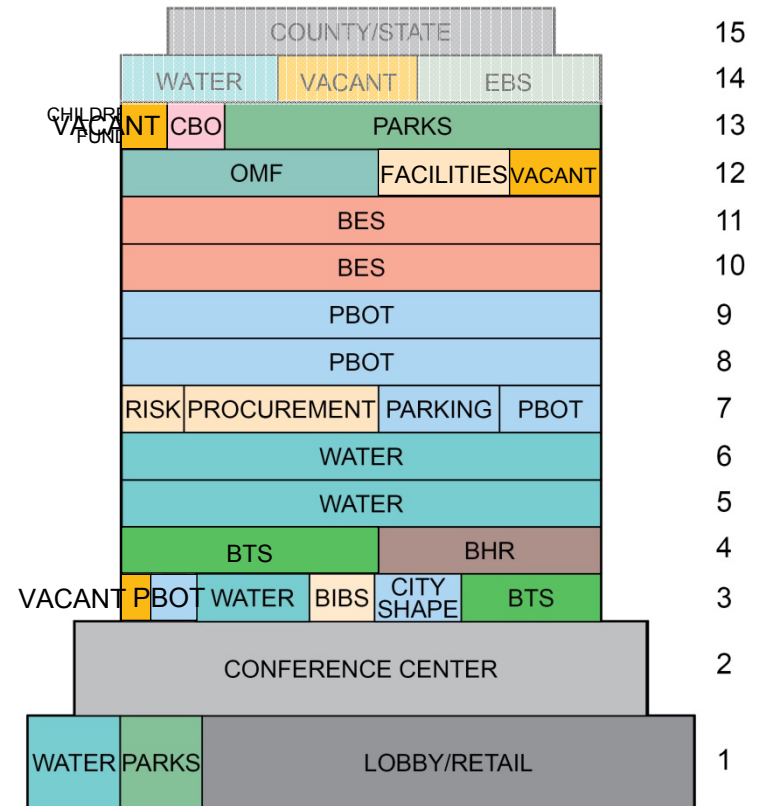 COUNTY/STATE 15
WATER VACANT EBS 14
VACANT CBO PARKS 13
FUND
OMF FACILITIES VACANT 12
BES 11
BES 10
PBOT 9
PBOT 8
RISK PROCUREMENT PARKING PBOT 7
WATER 6
WATER 5
BTS BHR 4
VACANT PBOT WATER BIBS CITY SHAPE BTS 3
CONFERENCE CENTER 2
WATER PARKS LOBBY/RETAIL 1